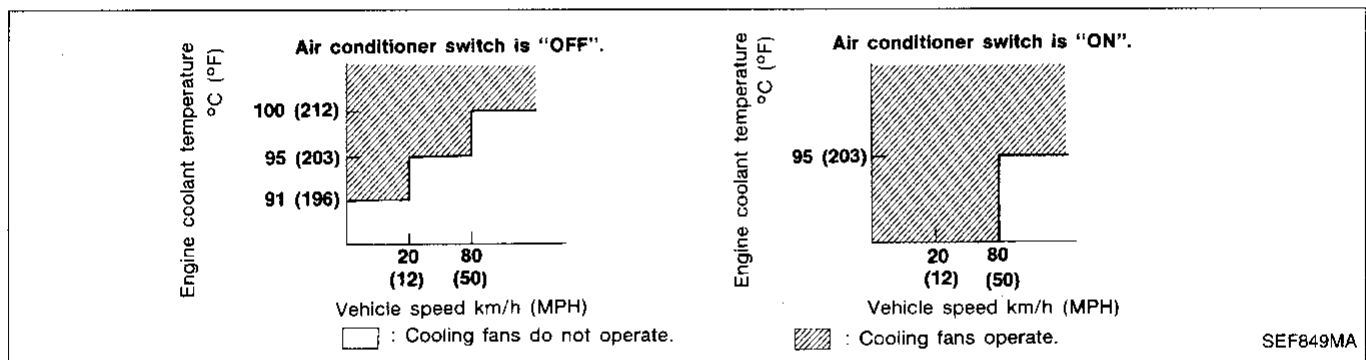 Air conditioner switch is "OFF".
Engine coolant temperature
°C (°F)
100 (212)
95 (203)
91 (196)
20
(12)
80
(50)
Vehicle speed km/h (MPH)
Air conditioner switch is "ON".
Engine coolant temperature
°C (°F)
95 (203)
20
(12)
80
(50)
Vehicle speed km/h (MPH)
: Cooling fans do not operate.
: Cooling fans operate.
SEF849MA